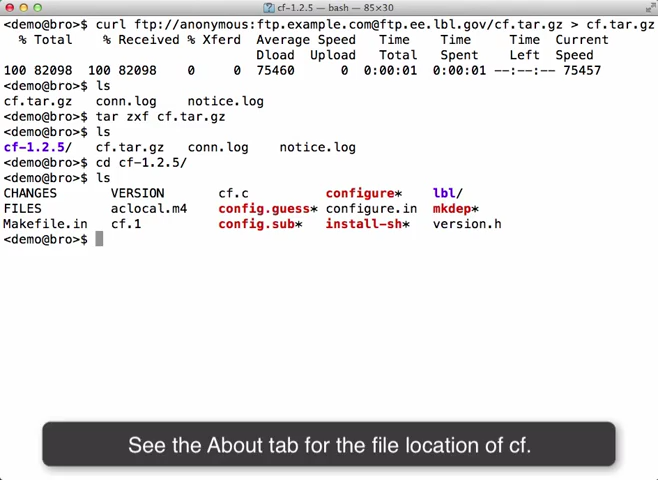 cf-1.2.5 — bash — 85×30
<demo@bro>$ curl ftp://anonymous:ftp.example.com@ftp.ee.lbl.gov/cf.tar.gz > cf.tar.gz
% Total % Received % Xferd Average Speed Time Time Time Current
Dload Upload Total Spent Left Speed
100 82098 100 82098 0 0 75460 0 0:00:01 0:00:01 --:--:-- 75457
<demo@bro>$ ls
cf.tar.gz conn.log notice.log
<demo@bro>$ tar zxf cf.tar.gz
<demo@bro>$ ls
cf-1.2.5/ cf.tar.gz conn.log notice.log
<demo@bro>$ cd cf-1.2.5/
<demo@bro>$ ls
CHANGES VERSION cf.c configure* lbl/
FILES aclocal.m4 config.guess* configure.in mkdep*
Makefile.in cf.1 config.sub* install-sh* version.h
<demo@bro>$
See the About tab for the file location of cf.